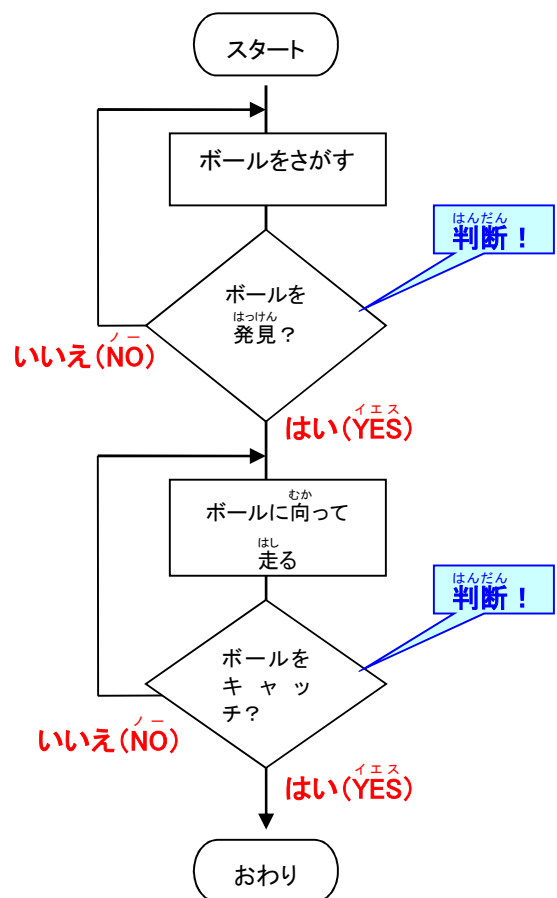 スタート
ボールをさがす
はんだん
判断！
ボールを
はっけん
発見？
ノー
いいえ（NO）
イエス
はい（YES）
むか
ボールに向って
はし
走る
はんだん
判断！
ボールを
キャッ
チ？
ノー
いいえ（NO）
イエス
はい（YES）
おわり